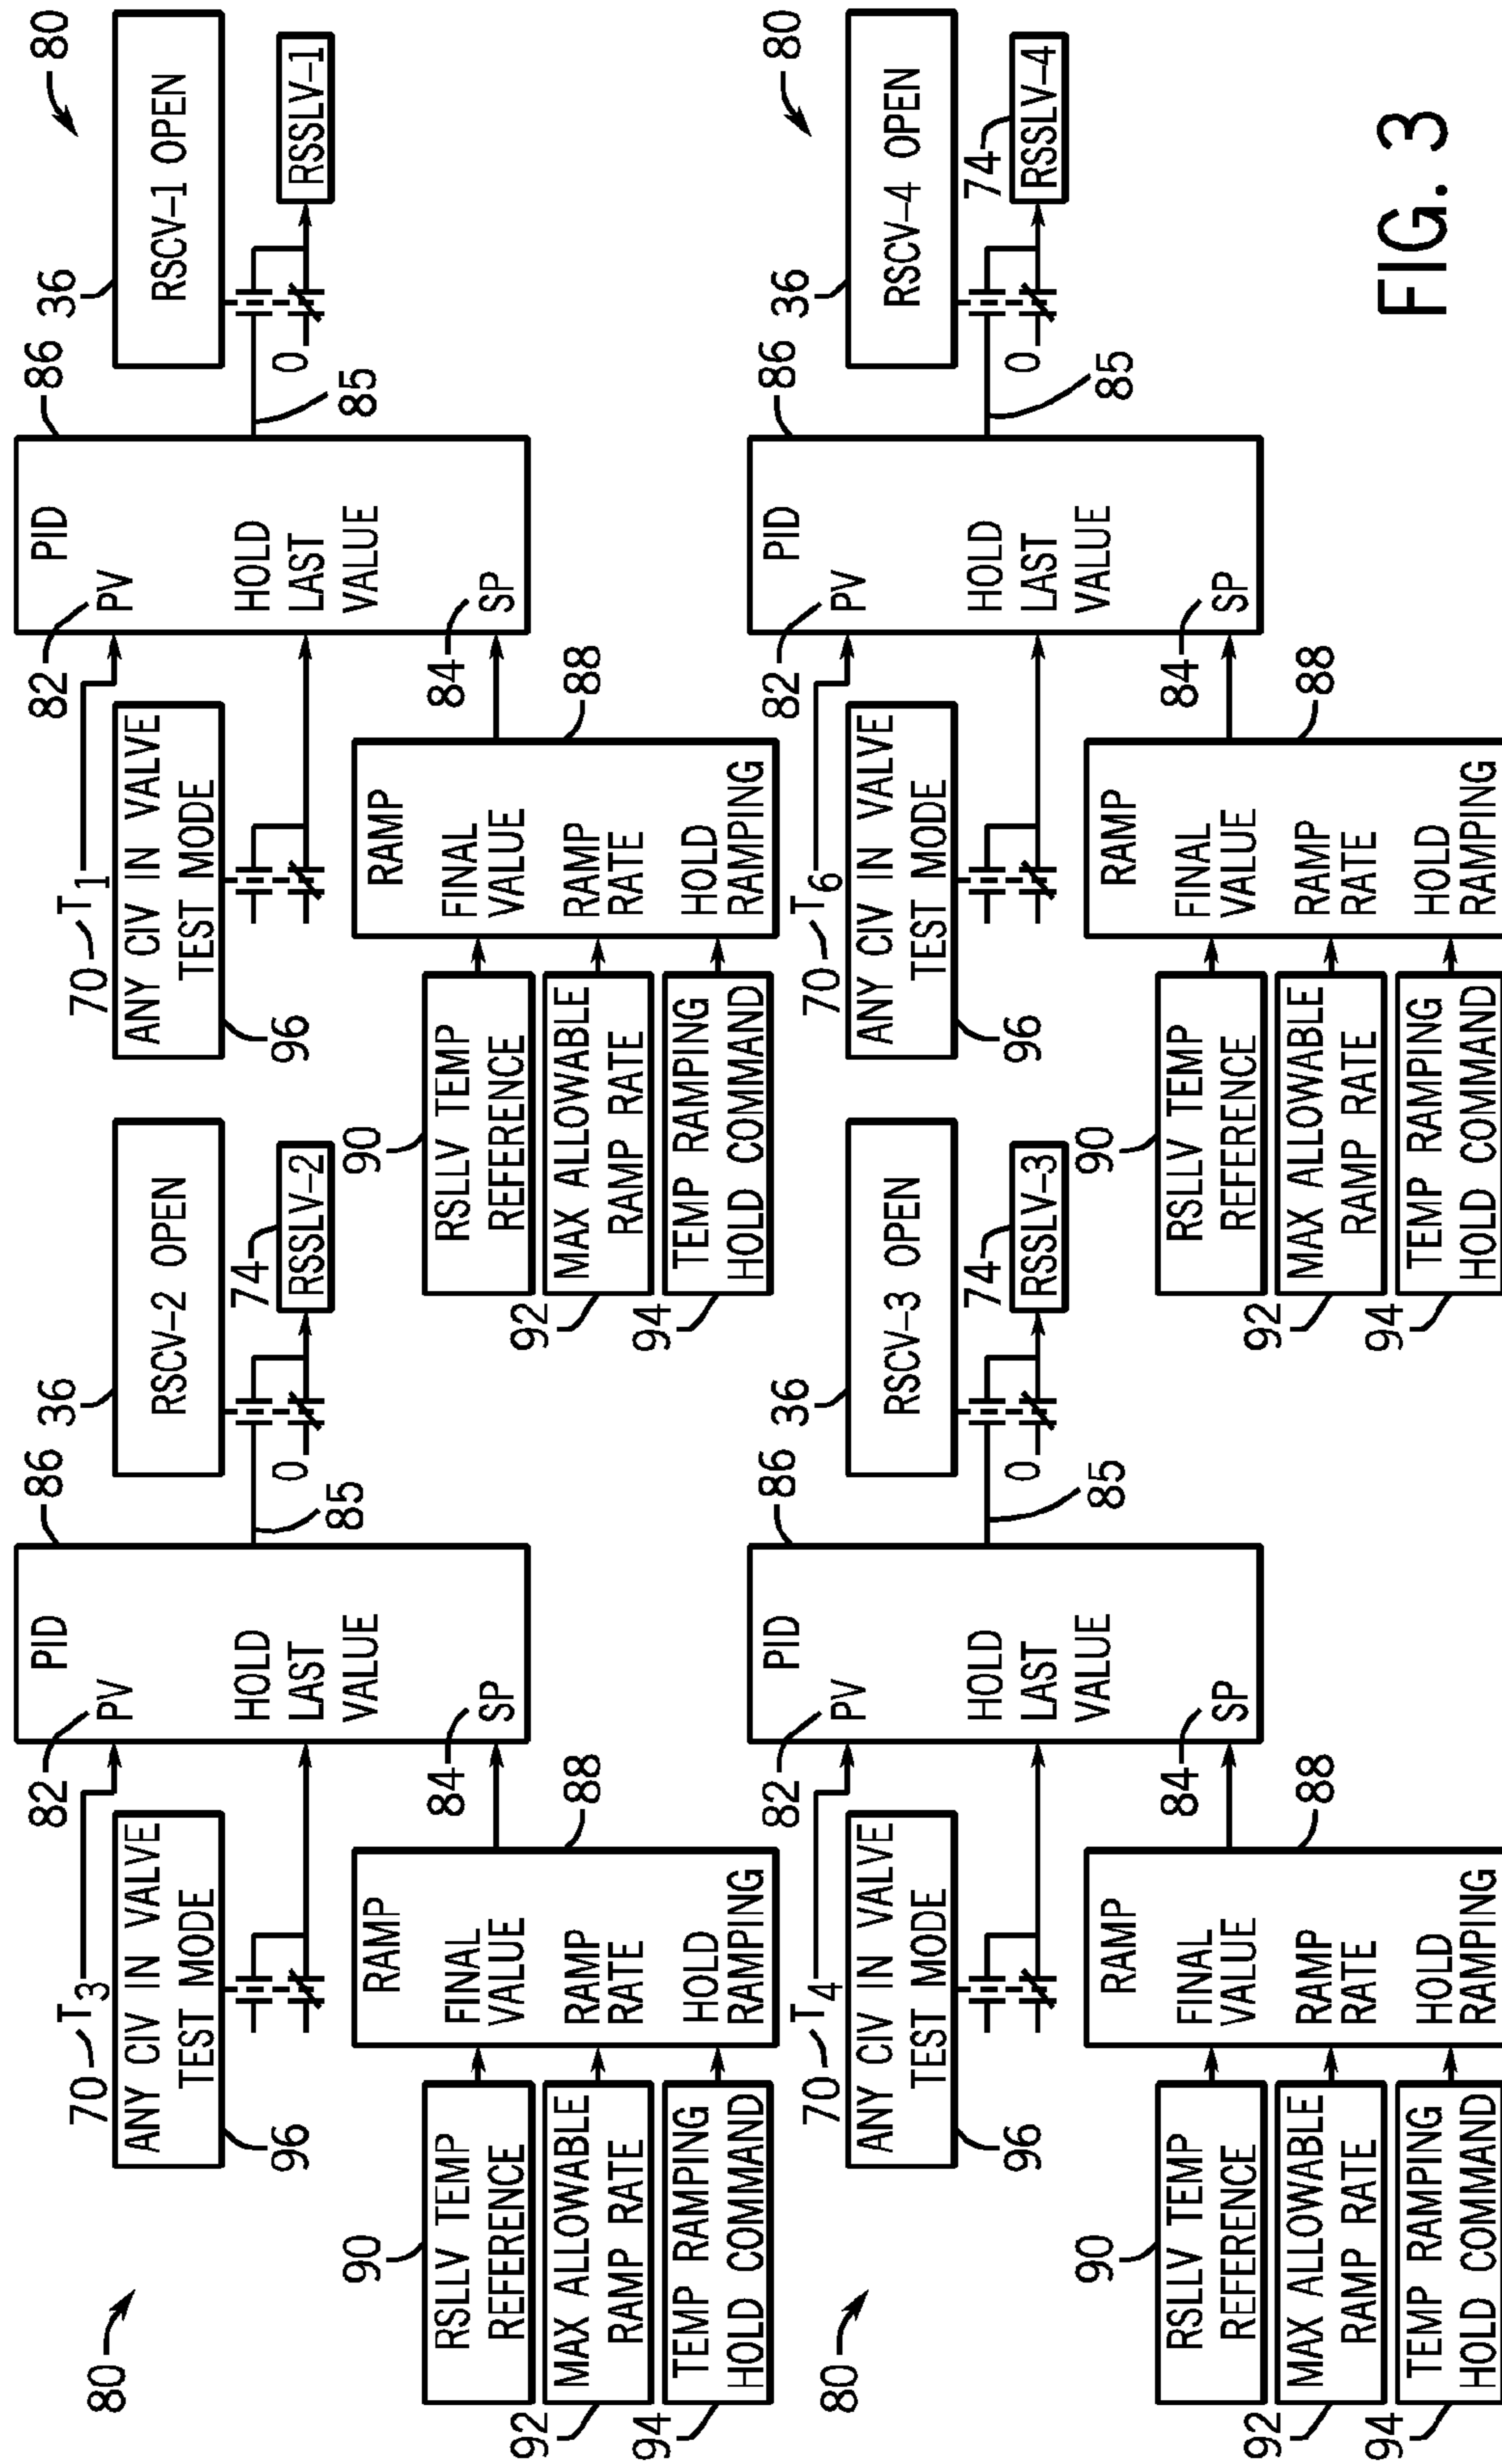 80
70 T3
ANY CIV IN VALVE
TEST MODE
96
82
PID
PV
HOLD
LAST
VALUE
84
SP
86
85
36
RSCV-2 OPEN
0
74
RSSLV-2
90
RSLLV TEMP
REFERENCE
92
MAX ALLOWABLE
RAMP RATE
94
TEMP RAMPING
HOLD COMMAND
RAMP
FINAL
VALUE
RAMP
RATE
HOLD
RAMPING
88
80
70 T1
ANY CIV IN VALVE
TEST MODE
96
82
PID
PV
HOLD
LAST
VALUE
84
SP
86
85
36
RSCV-1 OPEN
0
RSSLV-1
90
RSLLV TEMP
REFERENCE
92
MAX ALLOWABLE
RAMP RATE
94
TEMP RAMPING
HOLD COMMAND
RAMP
FINAL
VALUE
RAMP
RATE
HOLD
RAMPING
88
80
70 T4
ANY CIV IN VALVE
TEST MODE
96
82
PID
PV
HOLD
LAST
VALUE
84
SP
86
85
36
RSCV-3 OPEN
0
74
RSSLV-3
90
RSLLV TEMP
REFERENCE
92
MAX ALLOWABLE
RAMP RATE
94
TEMP RAMPING
HOLD COMMAND
RAMP
FINAL
VALUE
RAMP
RATE
HOLD
RAMPING
88
80
70 T6
ANY CIV IN VALVE
TEST MODE
96
82
PID
PV
HOLD
LAST
VALUE
84
SP
86
85
36
RSCV-4 OPEN
0
74
RSSLV-4
90
RSLLV TEMP
REFERENCE
92
MAX ALLOWABLE
RAMP RATE
94
TEMP RAMPING
HOLD COMMAND
RAMP
FINAL
VALUE
RAMP
RATE
HOLD
RAMPING
88
FIG. 3